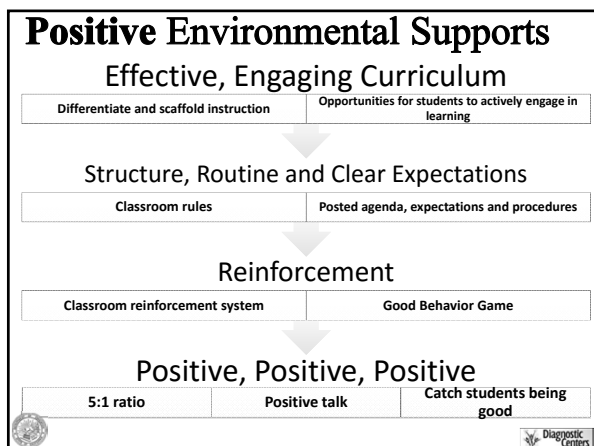 Positive Environmental Supports
Effective, Engaging Curriculum
Differentiate and scaffold instruction
Opportunities for students to actively engage in
learning
Structure, Routine and Clear Expectations
Classroom rules
Posted agenda, expectations and procedures
Reinforcement
Classroom reinforcement system
Good Behavior Game
Positive, Positive, Positive
5:1 ratio
Positive talk
Catch students being
good
Diagnostic
Centers